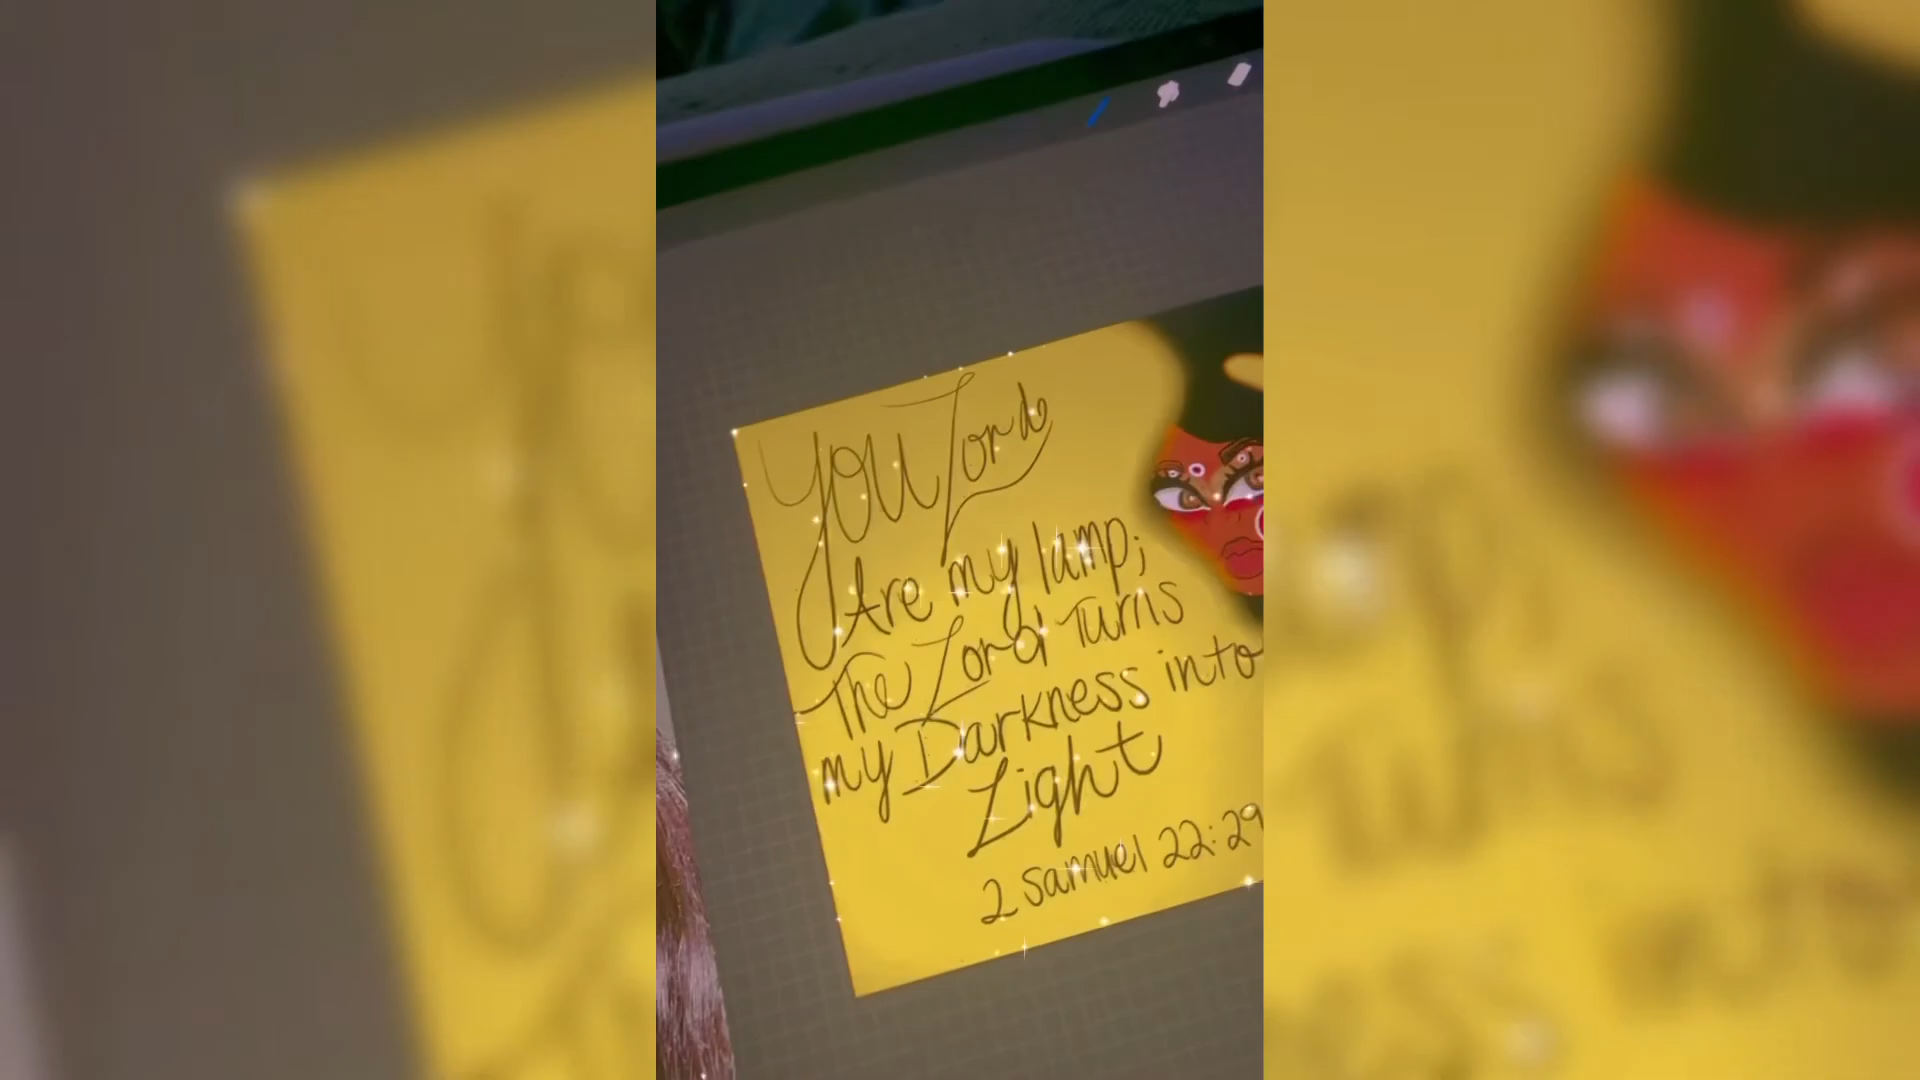 You Lord
Are my lamp;
The Lord Turns
my Darkness into
Light
2 Samuel 22:29